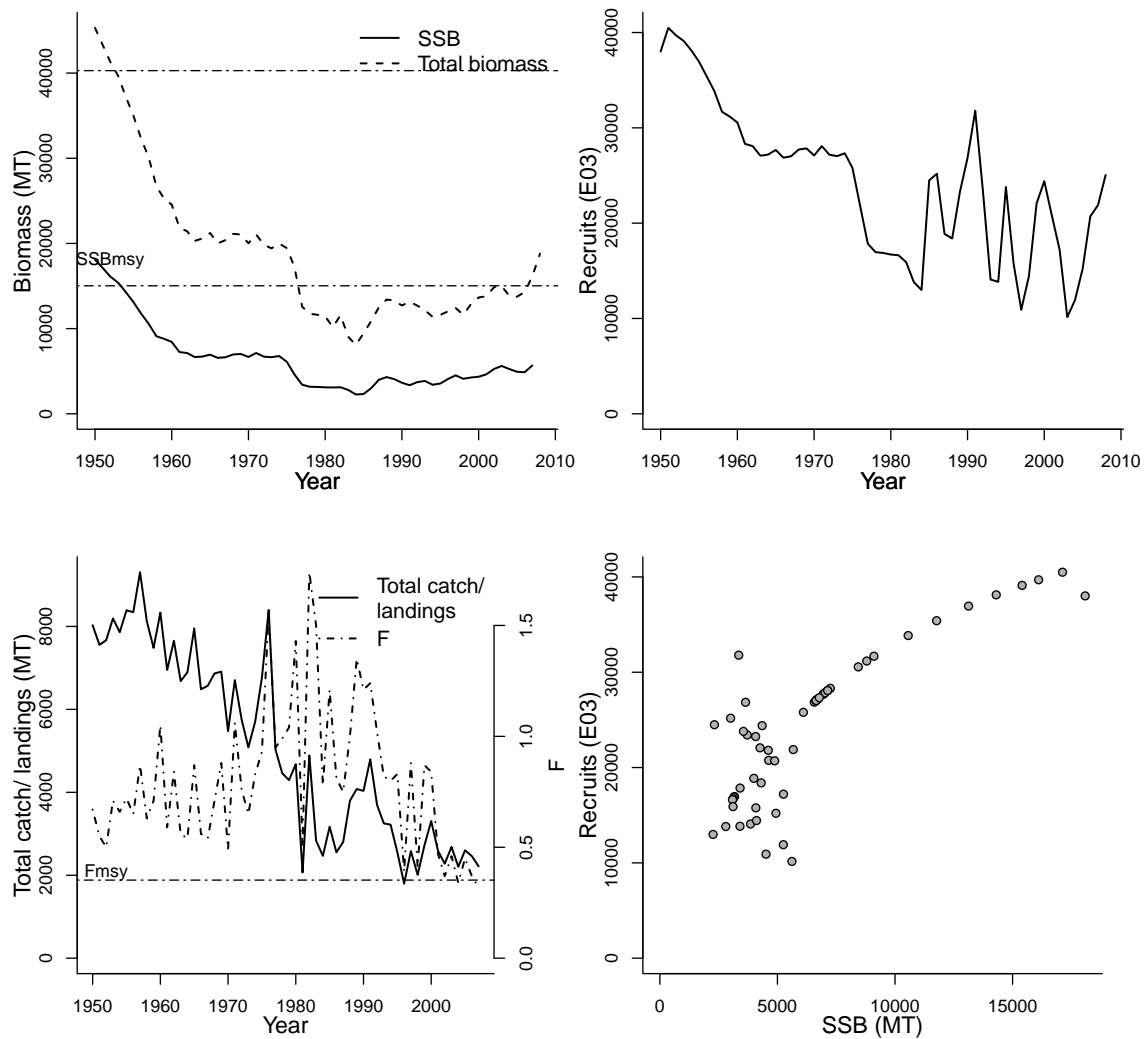 SSB
Total biomass
SSBmsy
Biomass (MT)
0
10000
20000
30000
40000
1950 1960 1970 1980 1990 2000 2010
Year
Recruits (E03)
0
10000
20000
30000
40000
1950 1960 1970 1980 1990 2000 2010
Year
Total catch/
landings
F
Fmsy
Total catch/ landings (MT)
0
2000
4000
6000
8000
0.0
0.5
1.0
1.5
F
1950 1960 1970 1980 1990 2000
Year
Recruits (E03)
0
10000
20000
30000
40000
0 5000 10000 15000
SSB (MT)